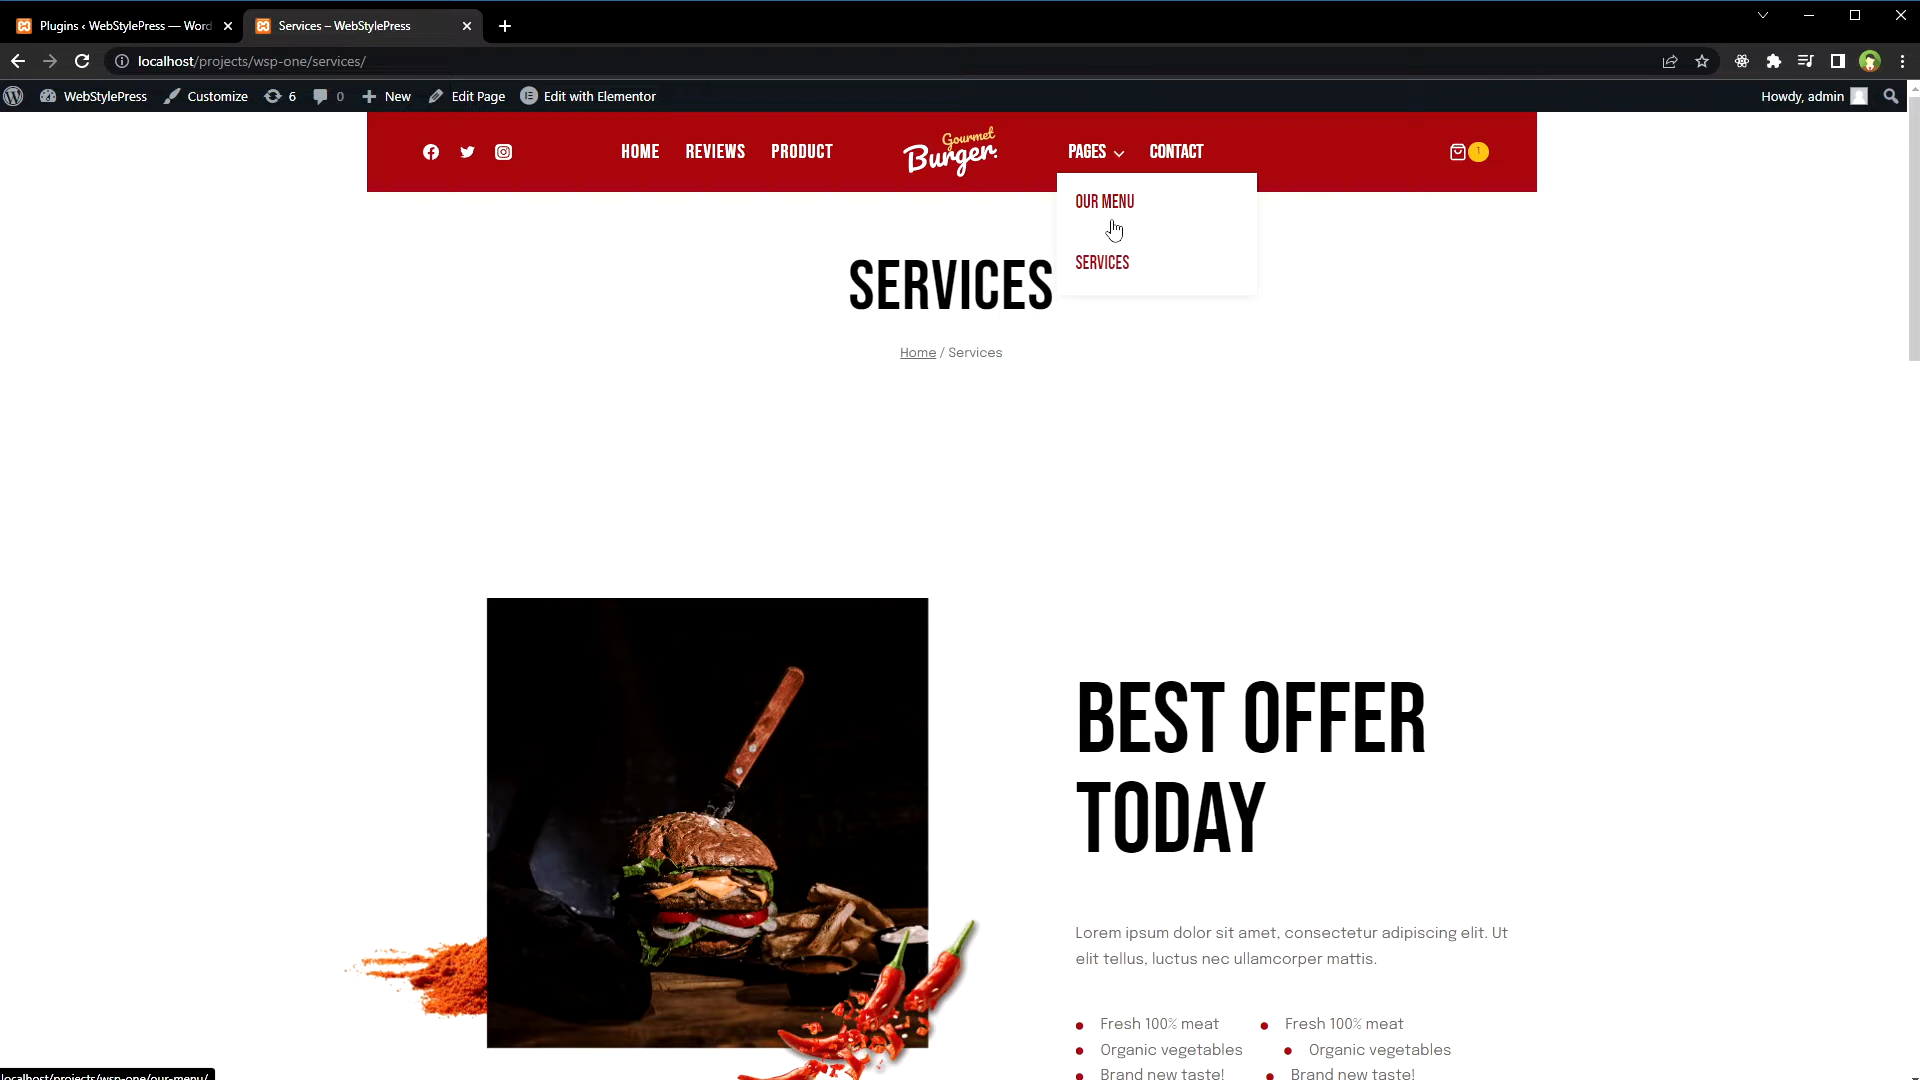 Plugins ‹ WebStylePress — Word
Services – WebStylePress
localhost/projects/wsp-one/services/
WebStylePress
Customize
6
0
New
Edit Page
Edit with Elementor
Howdy, admin
HOME
REVIEWS
PRODUCT
Gourmet
Burger.
PAGES
CONTACT
1
OUR MENU
SERVICES
SERVICES
Home / Services
BEST OFFER
TODAY
Lorem ipsum dolor sit amet, consectetur adipiscing elit. Ut
elit tellus, luctus nec ullamcorper mattis.
Fresh 100% meat
Fresh 100% meat
Organic vegetables
Organic vegetables
Brand new taste!
Brand new taste!
localhost/projects/wsp-one/our-menu/